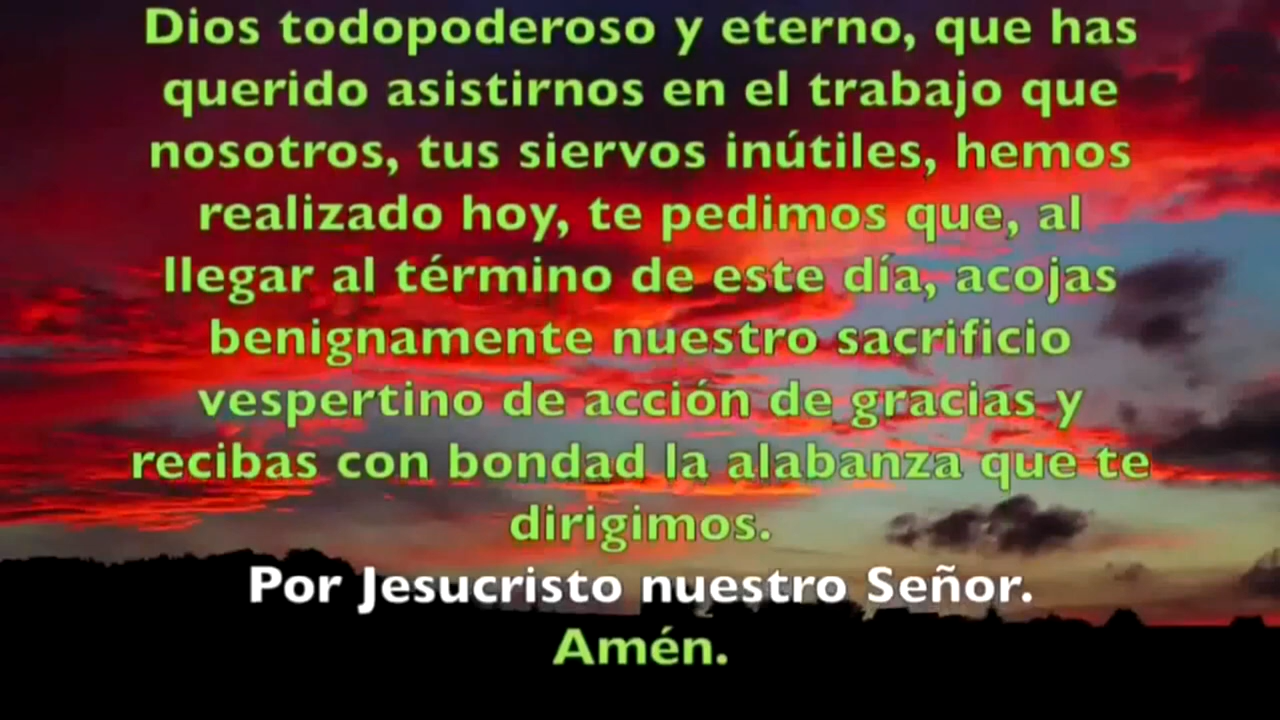 Dios todopoderoso y eterno, que has
querido asistirnos en el trabajo que
nosotros, tus siervos inútiles, hemos
realizado hoy, te pedimos que, al
llegar al término de este día, acojas
benignamente nuestro sacrificio
vespertino de acción de gracias y
recibas con bondad la alabanza que te
dirigimos.
Por Jesucristo nuestro Señor.
Amén.